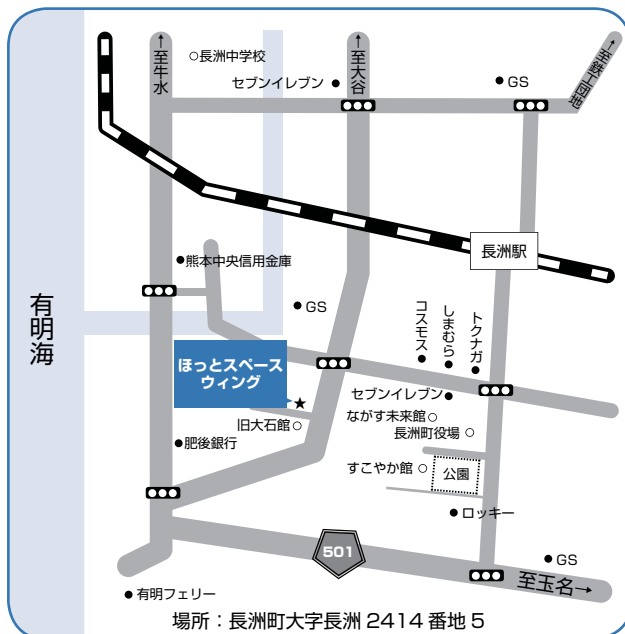 至牛水→
○長洲中学校
セブンイレブン ●
至大谷→
●GS
至鉄工団地→
長洲駅
●熊本中央信用金庫
●GS
有明海
コスモス●
しまむら●
トクナガ●
ほっとスペース
ウィング
★
セブンイレブン
●
ながす未来館○
旧大石館○
長洲町役場○
●肥後銀行
すこやか館○
公園
●ロッキー
501
●GS
至玉名→
●有明フェリー
場所：長洲町大字長洲 2414 番地 5